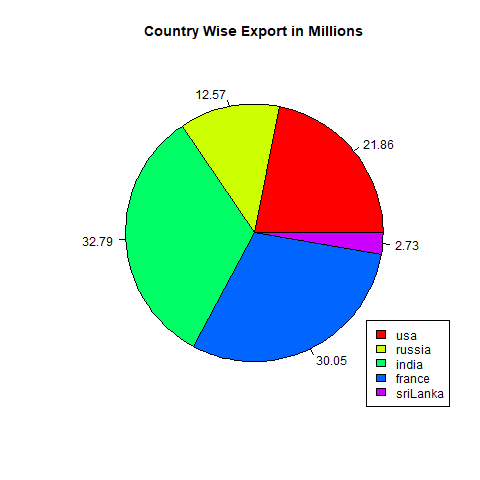 Country Wise Export in Millions
12.57
21.86
32.79
2.73
30.05
usa
russia
india
france
sriLanka